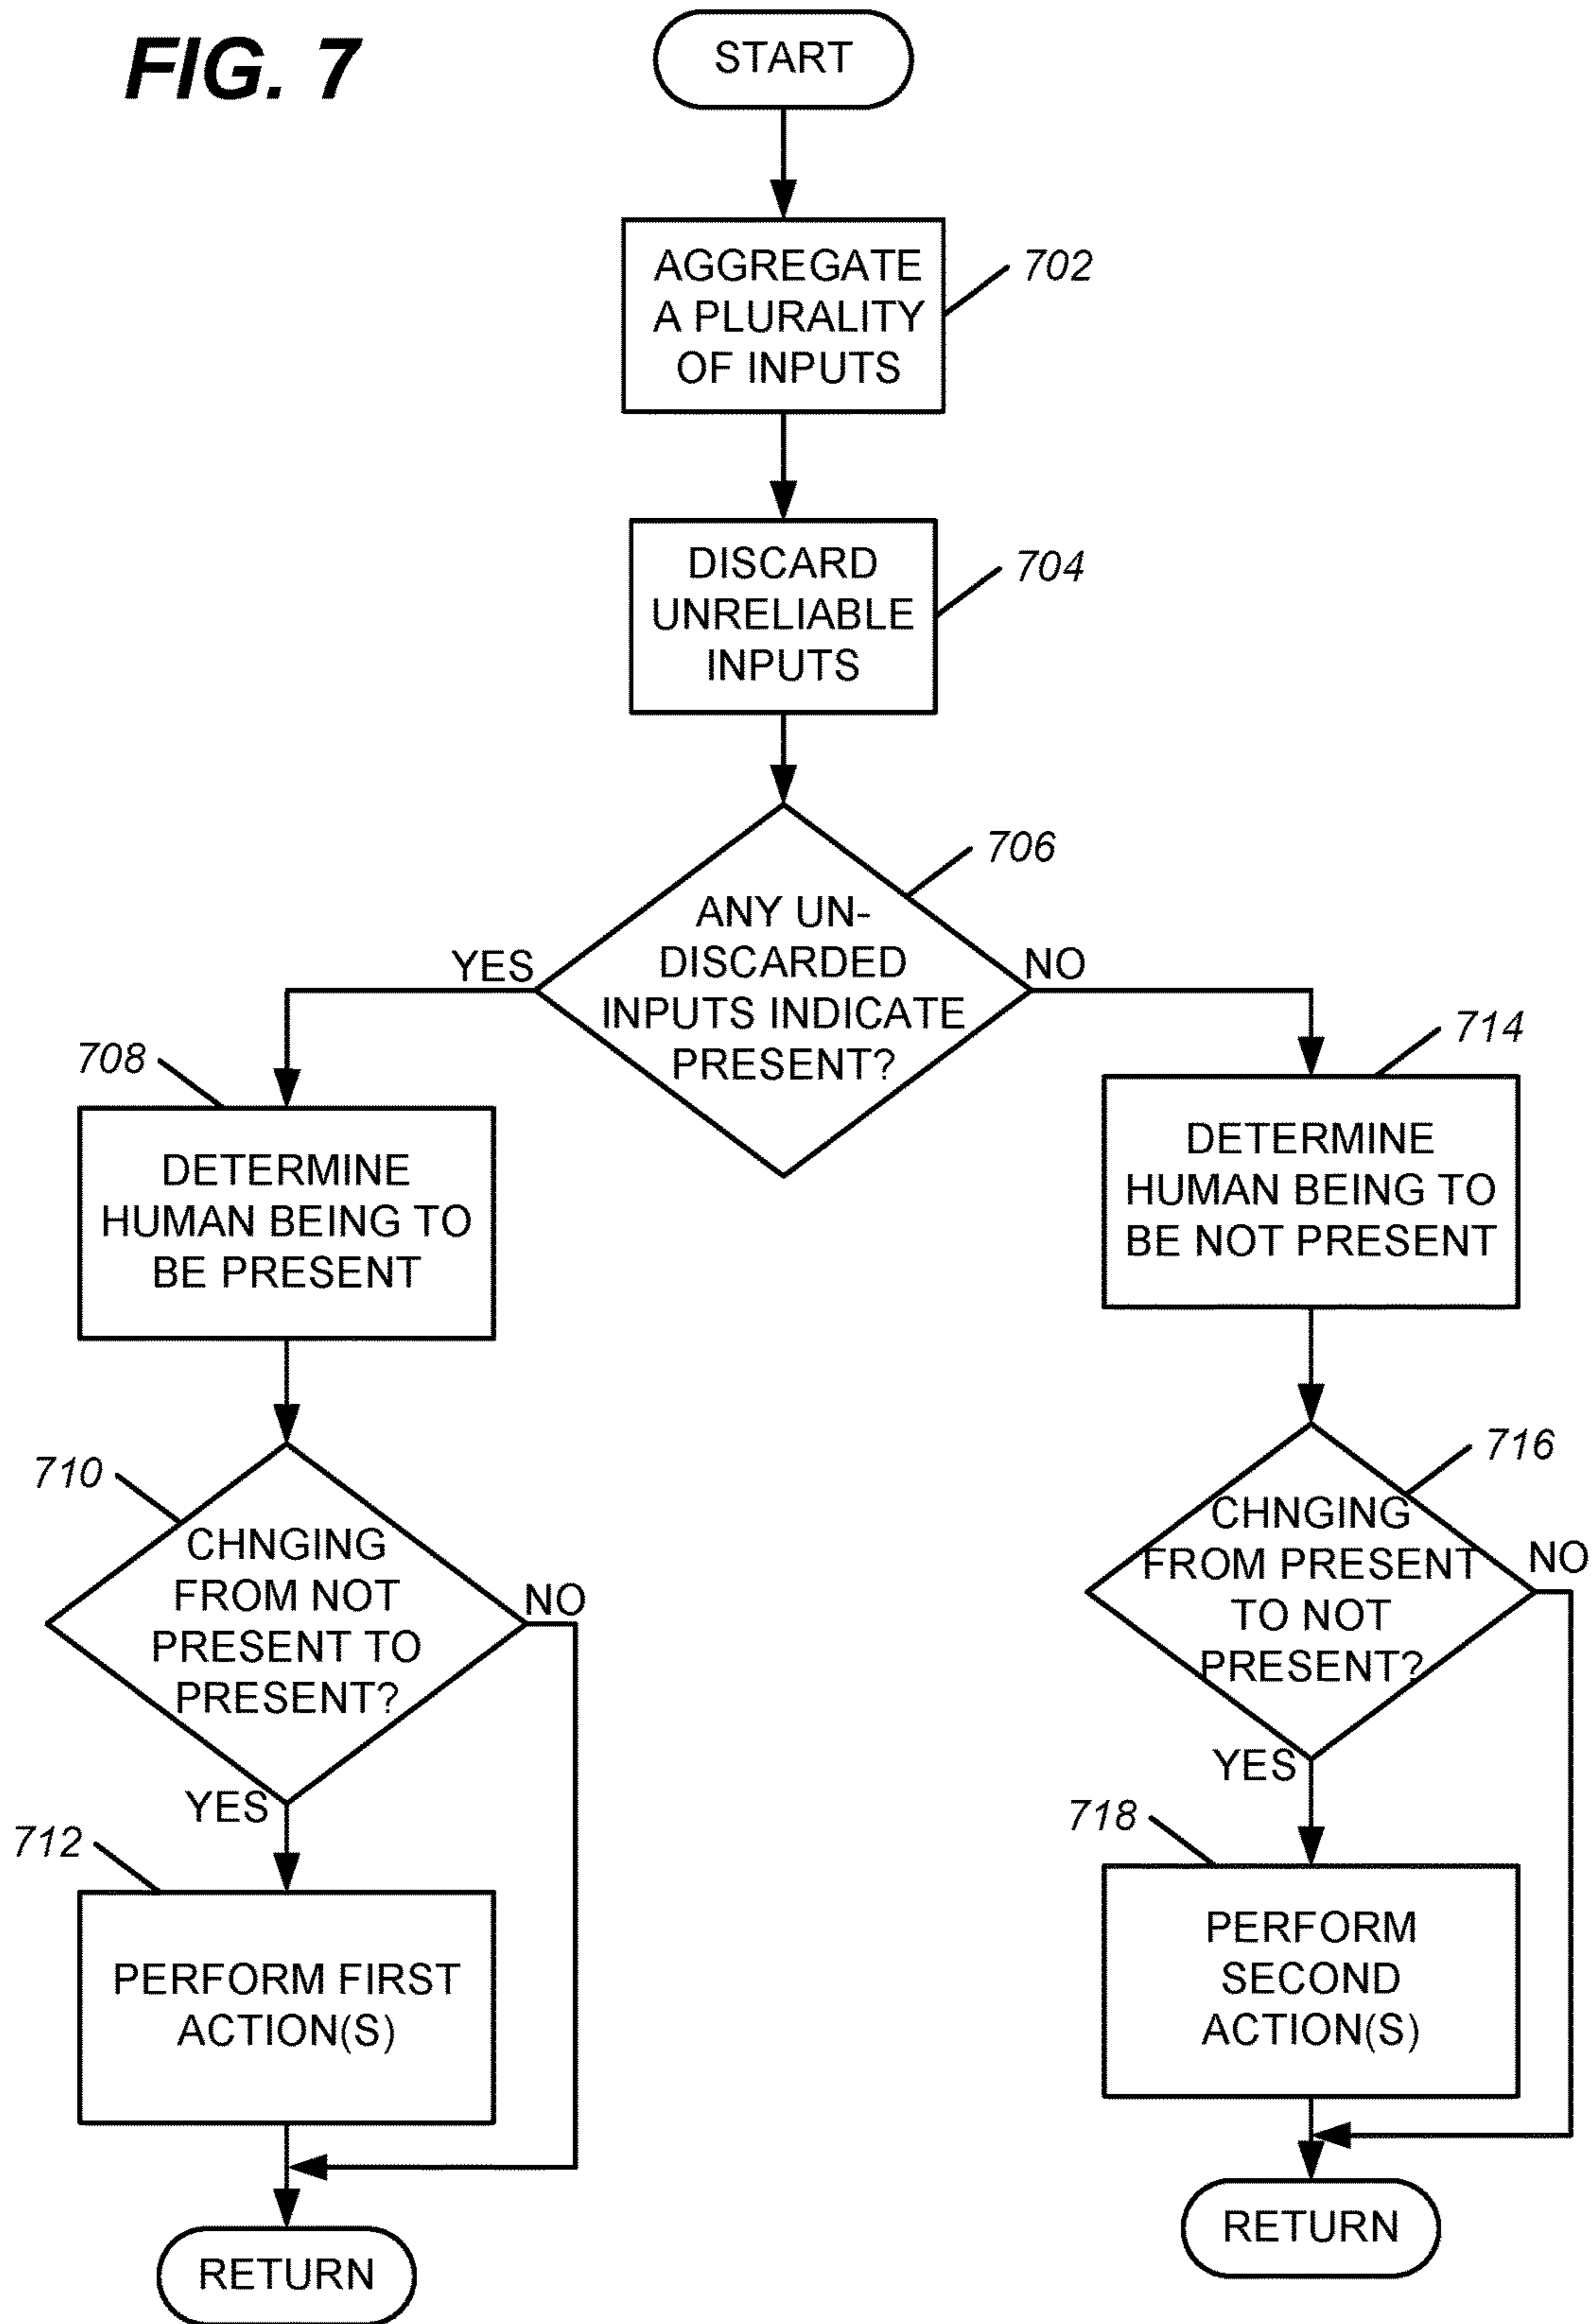 FIG. 7
START
AGGREGATE
A PLURALITY
OF INPUTS
702
DISCARD
UNRELIABLE
INPUTS
704
706
ANY UN-
DISCARDED
INPUTS INDICATE
PRESENT?
YES
NO
708
DETERMINE
HUMAN BEING TO
BE PRESENT
714
DETERMINE
HUMAN BEING TO
BE NOT PRESENT
710
CHNGING
FROM NOT
PRESENT TO
PRESENT?
NO
YES
716
CHNGING
FROM PRESENT
TO NOT
PRESENT?
NO
YES
712
PERFORM FIRST
ACTION(S)
718
PERFORM
SECOND
ACTION(S)
RETURN
RETURN